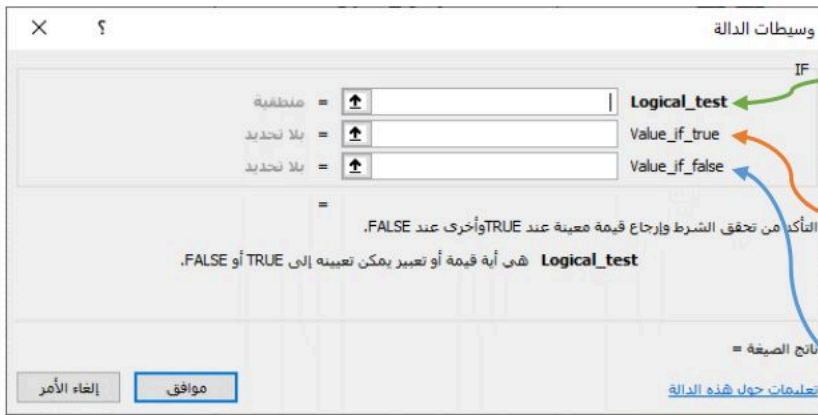 وسيطات الدالة ؟ ×
IF
Logical_test = منطقية
Value_if_true = بلا تحديد
Value_if_false = بلا تحديد
=
التأكد من تحقق الشرط وإرجاع قيمة معينة عند TRUEوأخرى عند FALSE.
Logical_test هي أية قيمة أو تعبير يمكن تعيينه إلى TRUE أو FALSE.
ناتج الصيغة =
تعليمات حول هذه الدالة
موافق
إلغاء الأمر